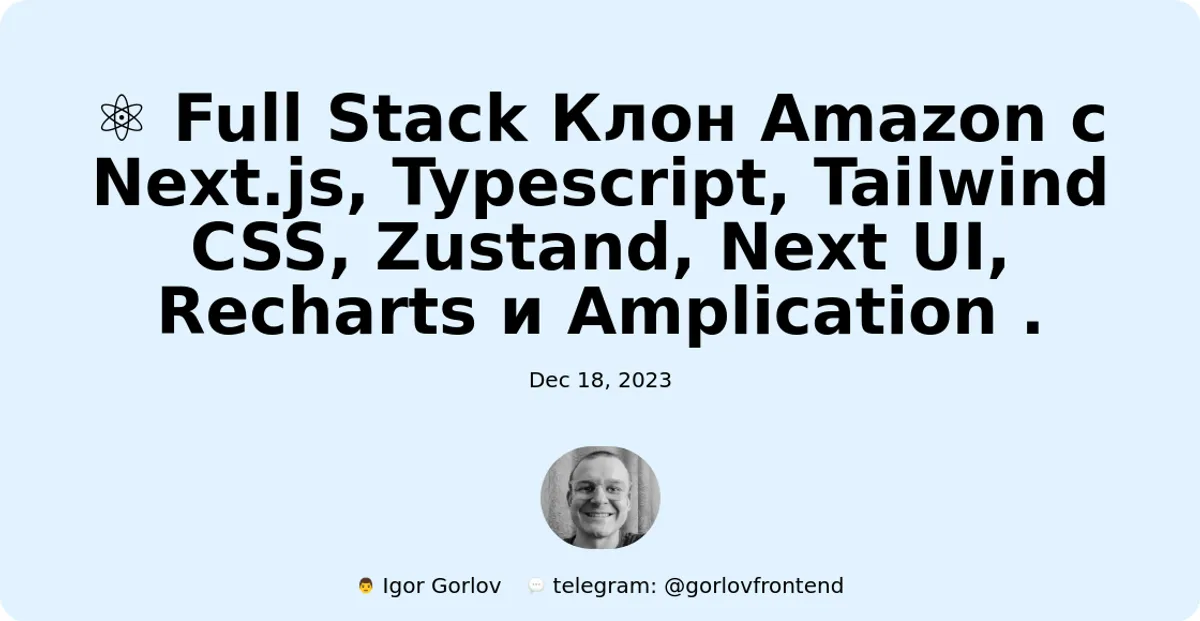 ⚛ Full Stack Клон Amazon с
Next.js, Typescript, Tailwind
CSS, Zustand, Next UI,
Recharts и Amplication .
Dec 18, 2023
👨 Igor Gorlov 💬 telegram: @gorlovfrontend